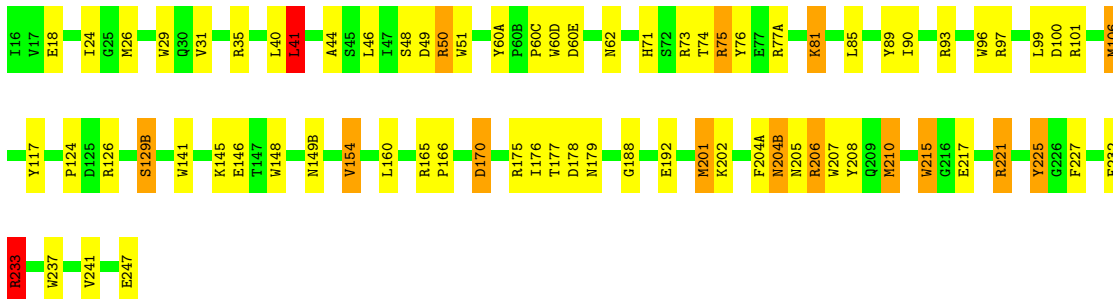 I16 V17 E18 I24 G25 M26 W29 Q30 V31 R35 L40 L41 A44 S45 L46 I47 S48 D49 R50 W51 Y60A P60B P60C W60D D60E N62 H71 S72 R73 T74 R75 Y76 E77 R77A K81 L85 Y89 I90 R93 W96 R97 L99 D100 R101 M106
Y117 P124 D125 R126 S129B W141 K145 E146 T147 W148 N149B V154 L160 R165 P166 D170 R175 I176 T177 D178 N179 G188 E192 M201 K202 F204A N204B N205 R206 W207 Y208 Q209 M210 W215 G216 E217 R221 Y225 G226 F227
R233 W237 V241 E247